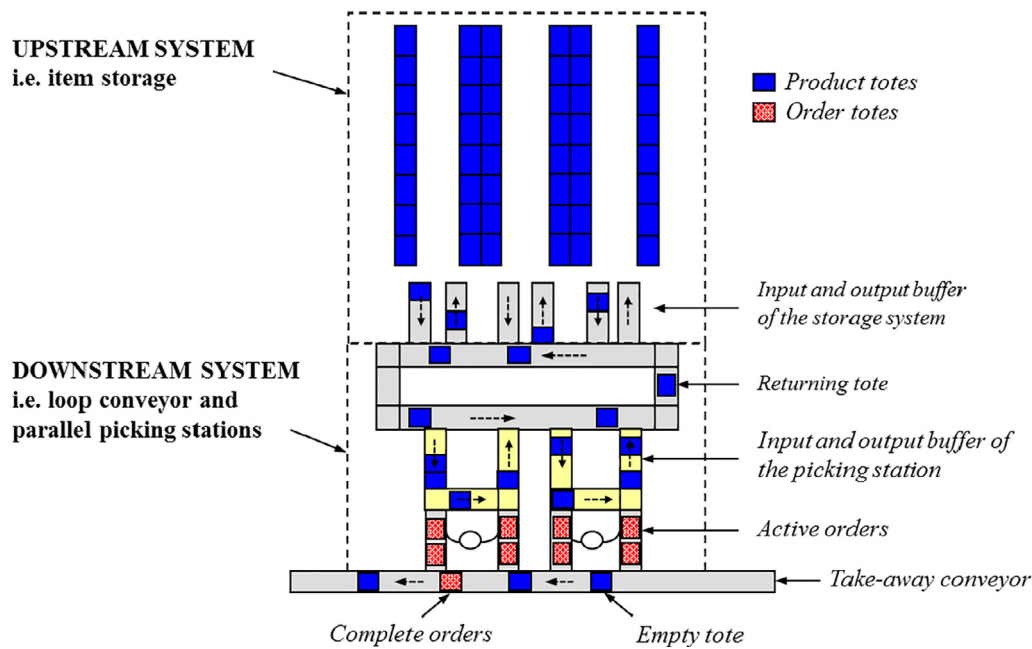 UPSTREAM SYSTEM
i.e. item storage
Product totes
Order totes
Input and output buffer
of the storage system
DOWNSTREAM SYSTEM
i.e. loop conveyor and
parallel picking stations
Returning tote
Input and output buffer of
the picking station
Active orders
Take-away conveyor
Complete orders
Empty tote